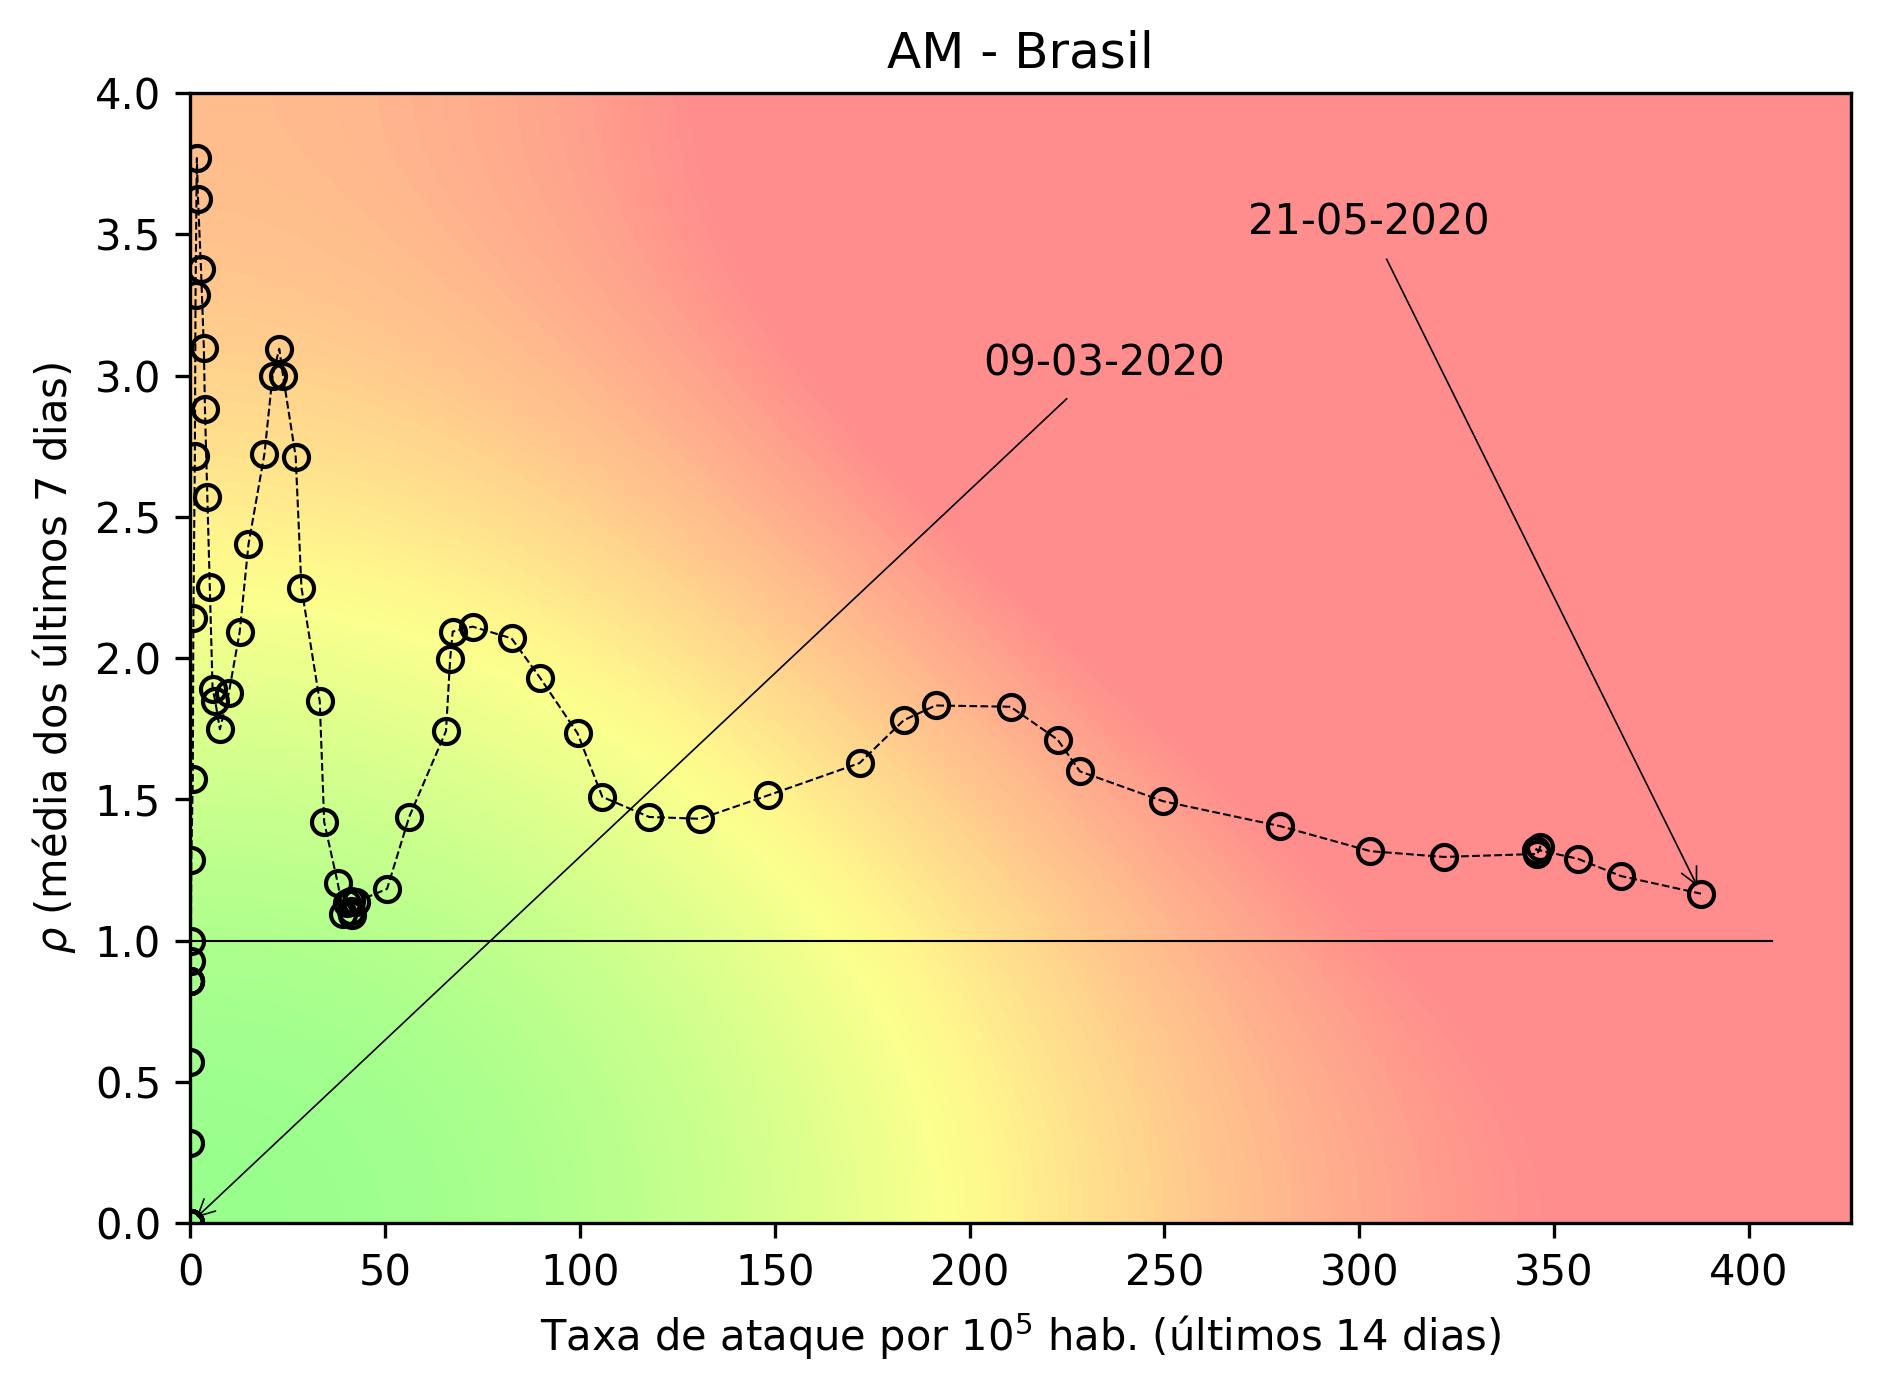 AM - Brasil
4.0
3.5
3.0
2.5
2.0
1.5
1.0
0.5
0.0
ρ (média dos últimos 7 dias)
21-05-2020
09-03-2020
0 50 100 150 200 250 300 350 400
Taxa de ataque por 10⁵ hab. (últimos 14 dias)